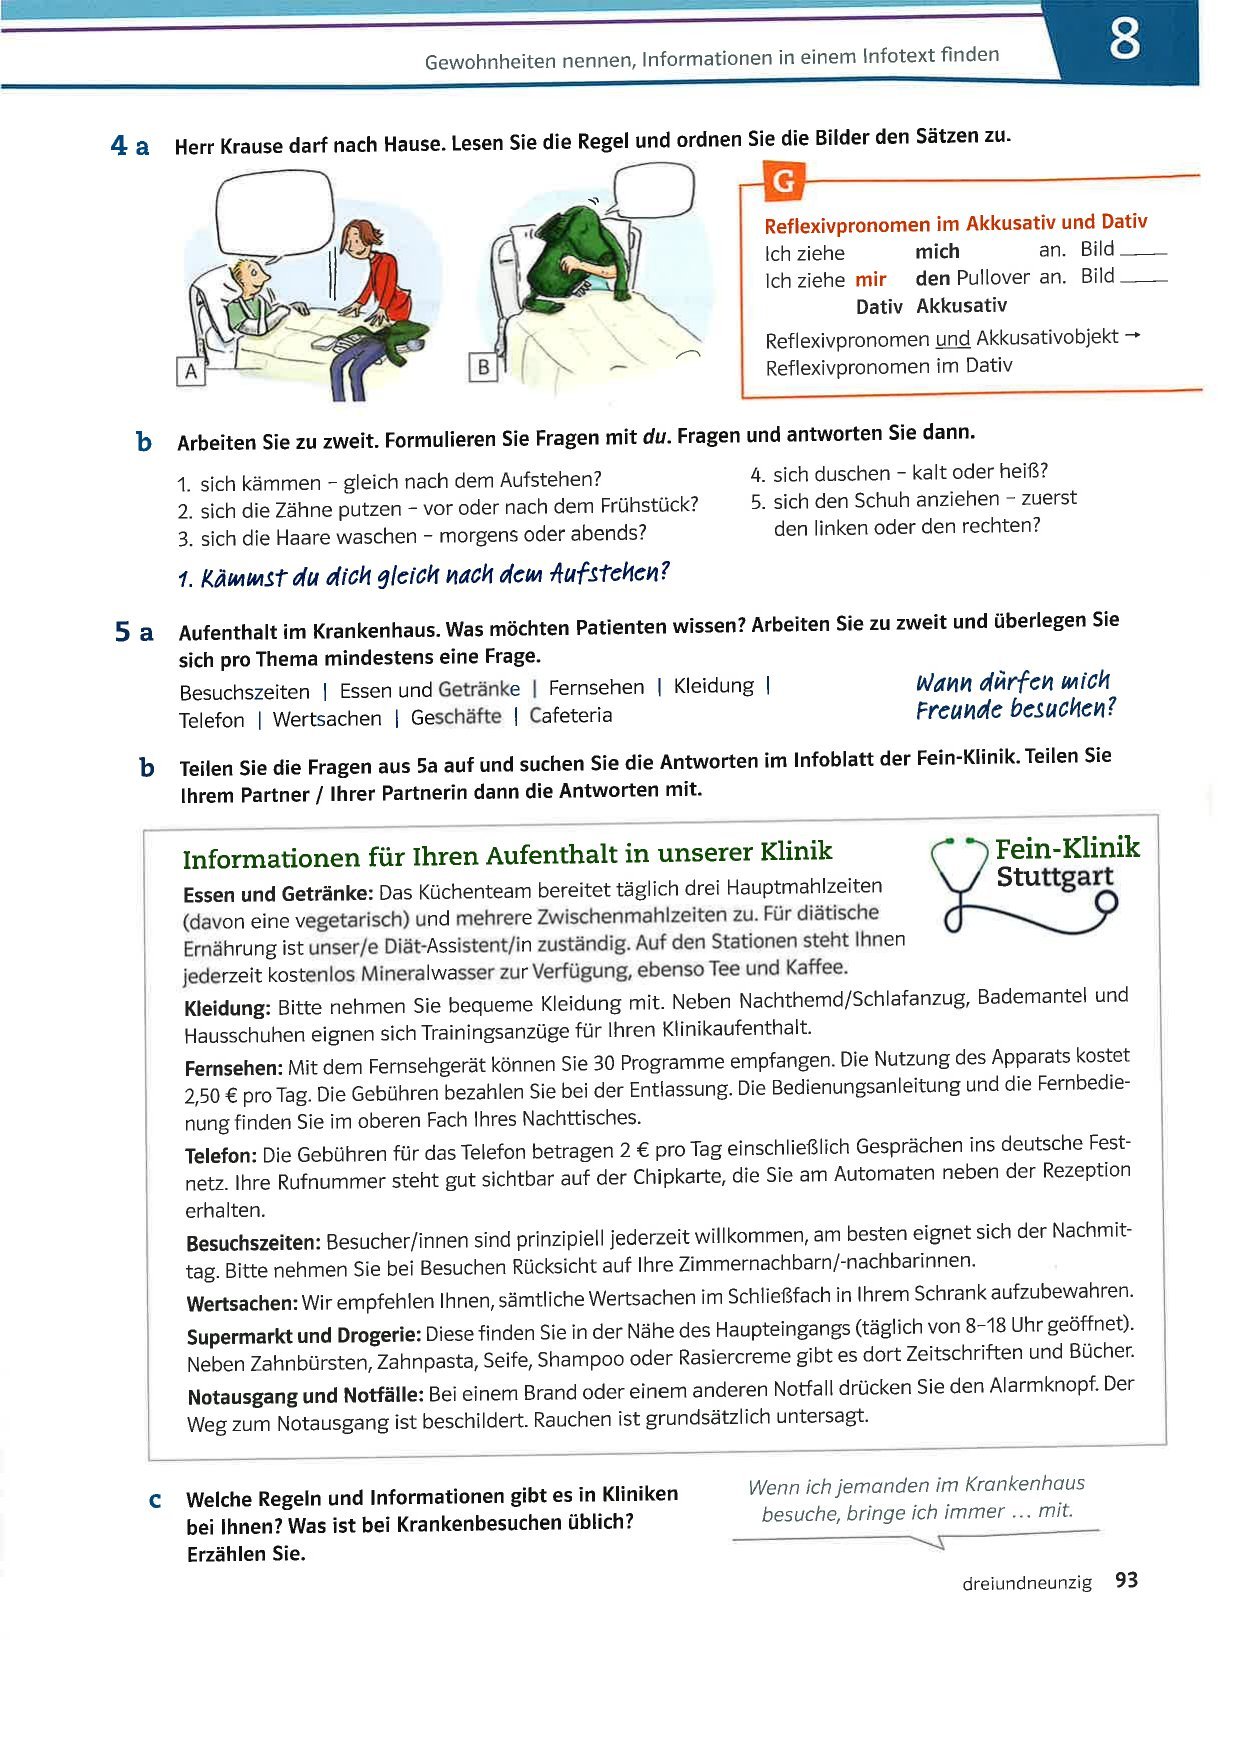 Gewohnheiten nennen, Informationen in einem Infotext finden
8
4 a Herr Krause darf nach Hause. Lesen Sie die Regel und ordnen Sie die Bilder den Sätzen zu.
A
B
G
Reflexivpronomen im Akkusativ und Dativ
Ich ziehe mich an. Bild ____
Ich ziehe mir den Pullover an. Bild ____
Dativ Akkusativ
Reflexivpronomen und Akkusativobjekt →
Reflexivpronomen im Dativ
b Arbeiten Sie zu zweit. Formulieren Sie Fragen mit du. Fragen und antworten Sie dann.
1. sich kämmen – gleich nach dem Aufstehen?
2. sich die Zähne putzen – vor oder nach dem Frühstück?
3. sich die Haare waschen – morgens oder abends?
4. sich duschen – kalt oder heiß?
5. sich den Schuh anziehen – zuerst
den linken oder den rechten?
1. Kämmst du dich gleich nach dem Aufstehen?
5 a Aufenthalt im Krankenhaus. Was möchten Patienten wissen? Arbeiten Sie zu zweit und überlegen Sie
sich pro Thema mindestens eine Frage.
Besuchszeiten | Essen und Getränke | Fernsehen | Kleidung |
Telefon | Wertsachen | Geschäfte | Cafeteria
Wann dürfen mich
Freunde besuchen?
b Teilen Sie die Fragen aus 5a auf und suchen Sie die Antworten im Infoblatt der Fein-Klinik. Teilen Sie
Ihrem Partner / Ihrer Partnerin dann die Antworten mit.
Informationen für Ihren Aufenthalt in unserer Klinik
Fein-Klinik
Stuttgart
Essen und Getränke: Das Küchenteam bereitet täglich drei Hauptmahlzeiten
(davon eine vegetarisch) und mehrere Zwischenmahlzeiten zu. Für diätische
Ernährung ist unser/e Diät-Assistent/in zuständig. Auf den Stationen steht Ihnen
jederzeit kostenlos Mineralwasser zur Verfügung, ebenso Tee und Kaffee.
Kleidung: Bitte nehmen Sie bequeme Kleidung mit. Neben Nachthemd/Schlafanzug, Bademantel und
Hausschuhen eignen sich Trainingsanzüge für Ihren Klinikaufenthalt.
Fernsehen: Mit dem Fernsehgerät können Sie 30 Programme empfangen. Die Nutzung des Apparats kostet
2,50 € pro Tag. Die Gebühren bezahlen Sie bei der Entlassung. Die Bedienungsanleitung und die Fernbedie-
nung finden Sie im oberen Fach Ihres Nachttisches.
Telefon: Die Gebühren für das Telefon betragen 2 € pro Tag einschließlich Gesprächen ins deutsche Fest-
netz. Ihre Rufnummer steht gut sichtbar auf der Chipkarte, die Sie am Automaten neben der Rezeption
erhalten.
Besuchszeiten: Besucher/innen sind prinzipiell jederzeit willkommen, am besten eignet sich der Nachmit-
tag. Bitte nehmen Sie bei Besuchen Rücksicht auf Ihre Zimmernachbarn/-nachbarinnen.
Wertsachen: Wir empfehlen Ihnen, sämtliche Wertsachen im Schließfach in Ihrem Schrank aufzubewahren.
Supermarkt und Drogerie: Diese finden Sie in der Nähe des Haupteingangs (täglich von 8–18 Uhr geöffnet).
Neben Zahnbürsten, Zahnpasta, Seife, Shampoo oder Rasiercreme gibt es dort Zeitschriften und Bücher.
Notausgang und Notfälle: Bei einem Brand oder einem anderen Notfall drücken Sie den Alarmknopf. Der
Weg zum Notausgang ist beschildert. Rauchen ist grundsätzlich untersagt.
c Welche Regeln und Informationen gibt es in Kliniken
bei Ihnen? Was ist bei Krankenbesuchen üblich?
Erzählen Sie.
Wenn ich jemanden im Krankenhaus
besuche, bringe ich immer … mit.
dreiundneunzig 93